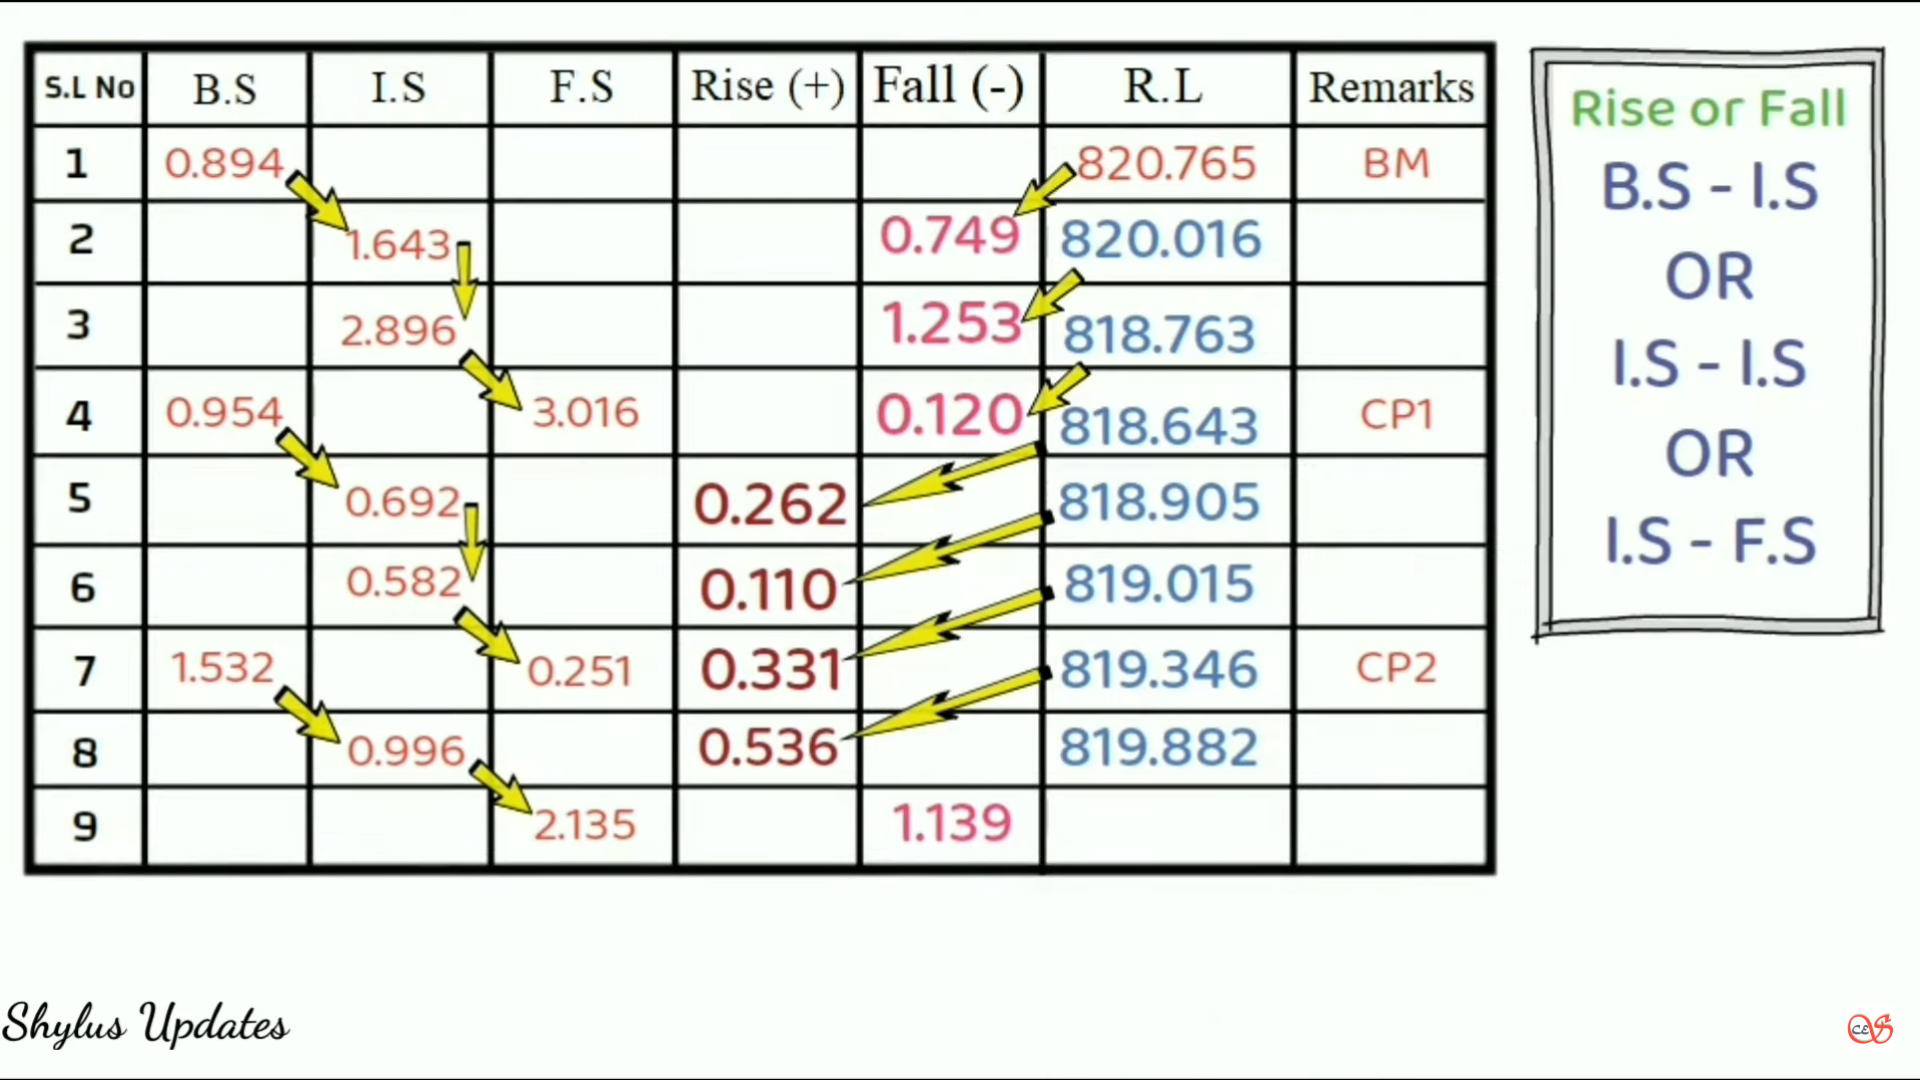 S.L No B.S I.S F.S Rise (+) Fall (-) R.L Remarks
1 0.894 820.765 BM
2 1.643 0.749 820.016
3 2.896 1.253 818.763
4 0.954 3.016 0.120 818.643 CP1
5 0.692 0.262 818.905
6 0.582 0.110 819.015
7 1.532 0.251 0.331 819.346 CP2
8 0.996 0.536 819.882
9 2.135 1.139
Rise or Fall
B.S - I.S
OR
I.S - I.S
OR
I.S - F.S
Shylus Updates
CES